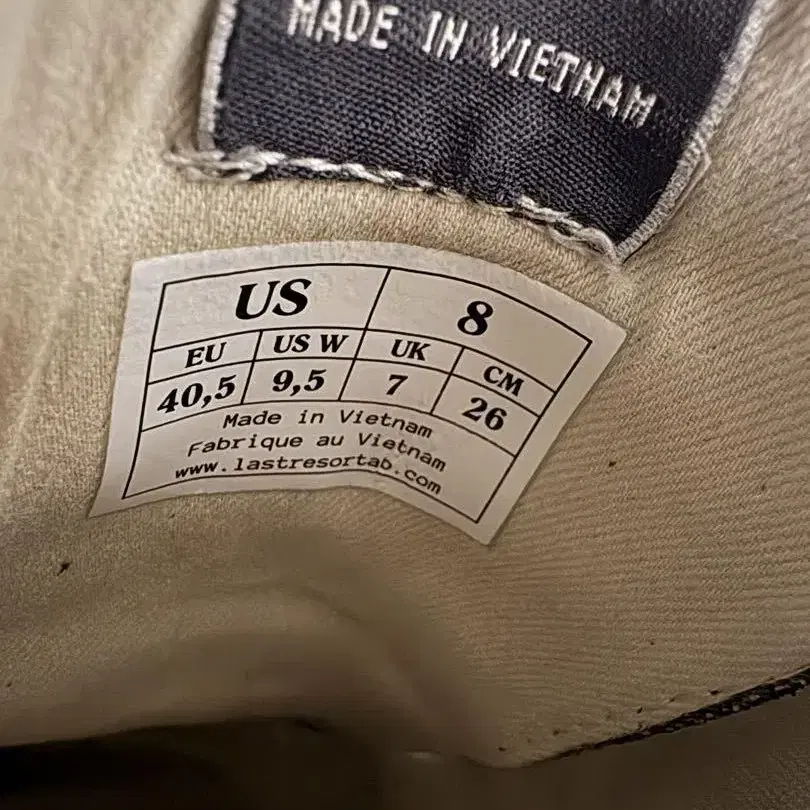 MADE IN VIETNAM
US 8
EU US W UK CM
40,5 9,5 7 26
Made in Vietnam
Fabrique au Vietnam
www.lastresortab.com